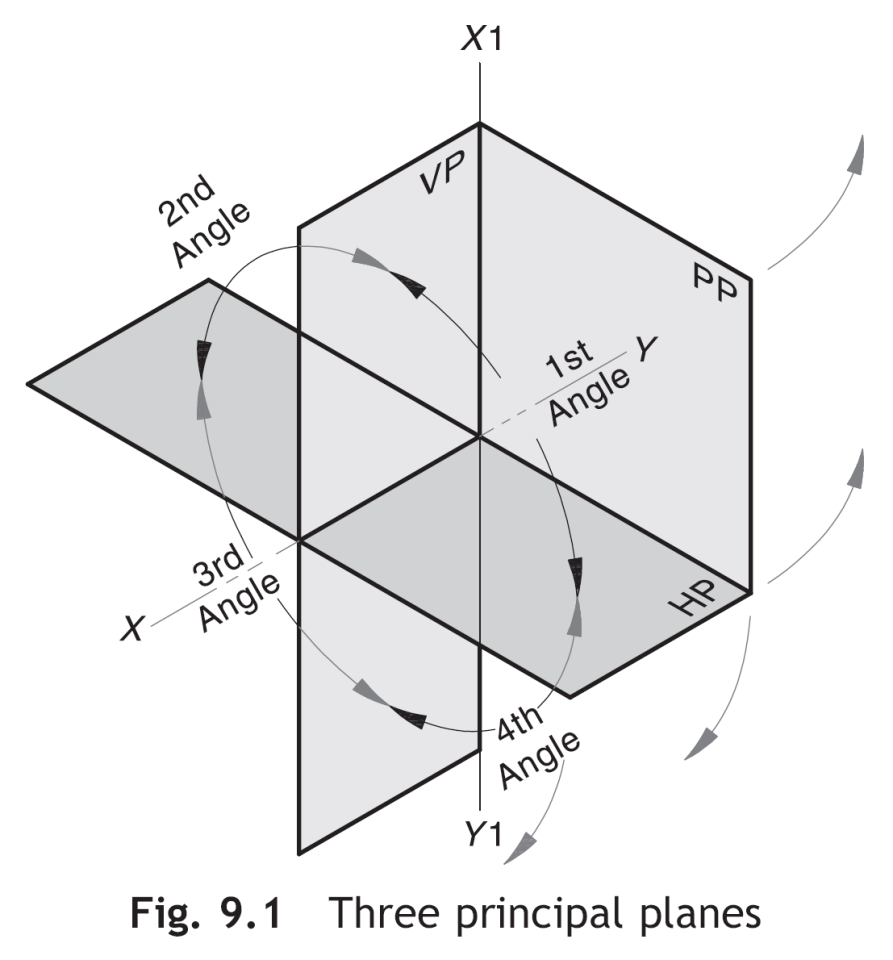 X1
VP
2nd
Angle
PP
1st
Angle
Y
3rd
Angle
X
HP
4th
Angle
Y1
Fig. 9.1 Three principal planes